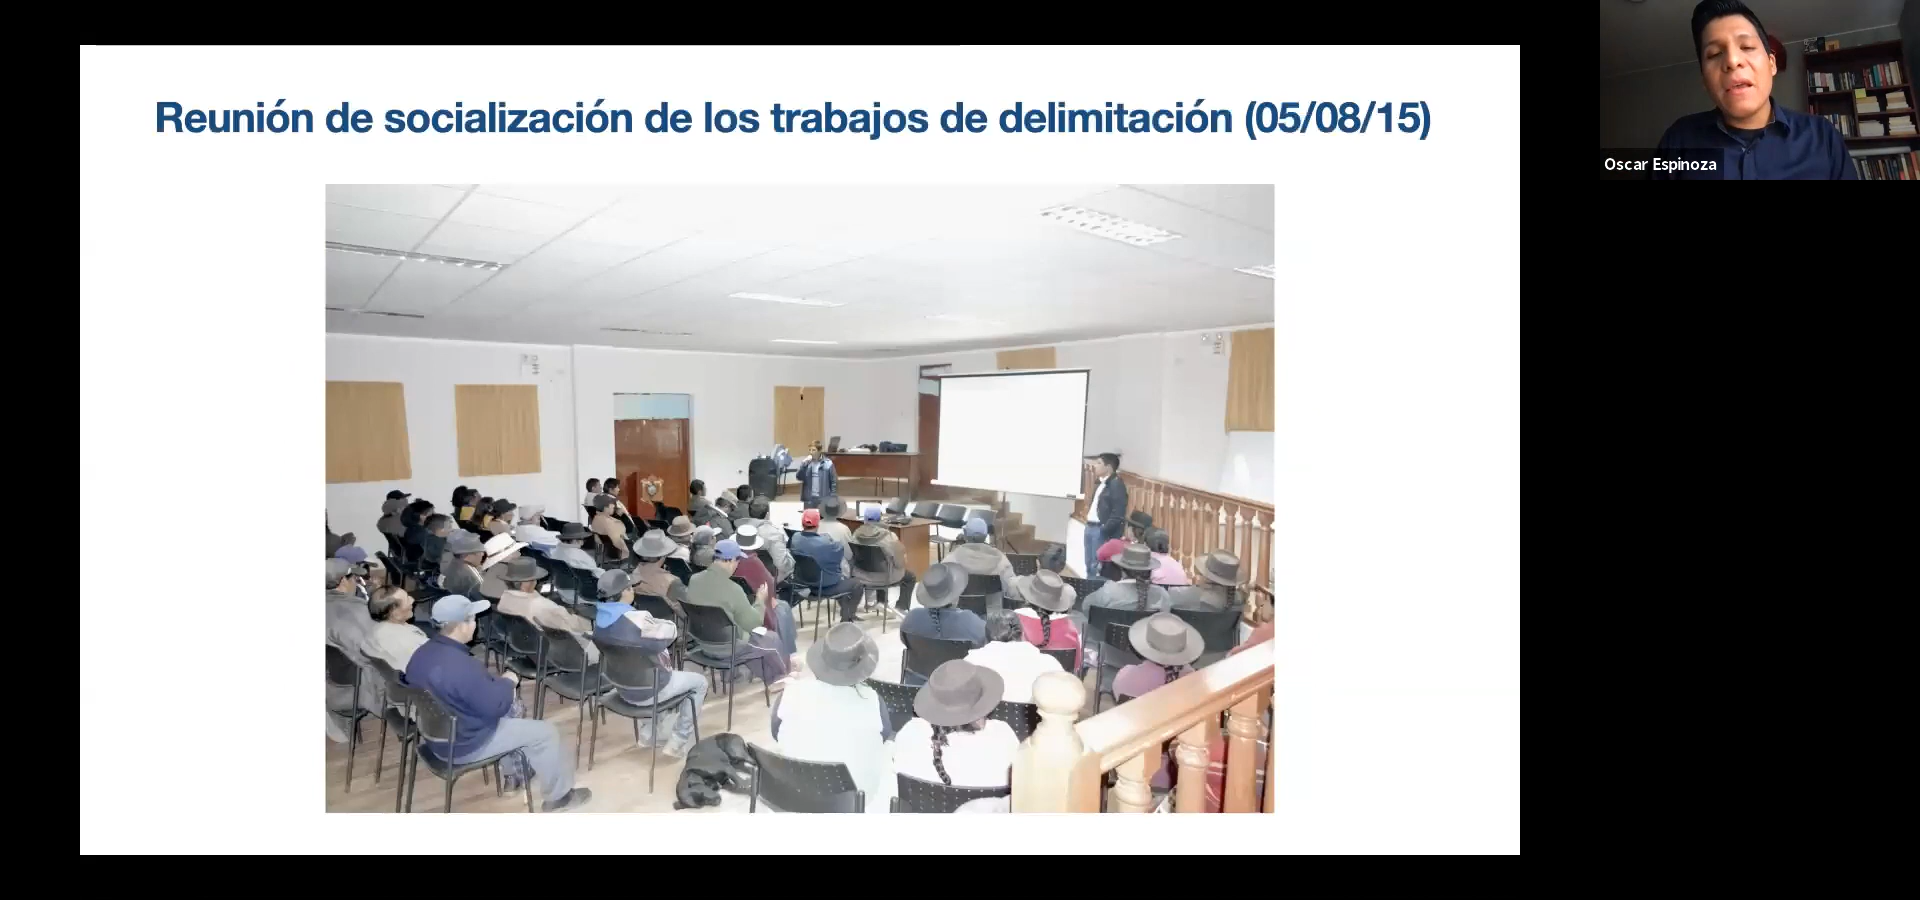 Reunión de socialización de los trabajos de delimitación (05/08/15)
Oscar Espinoza